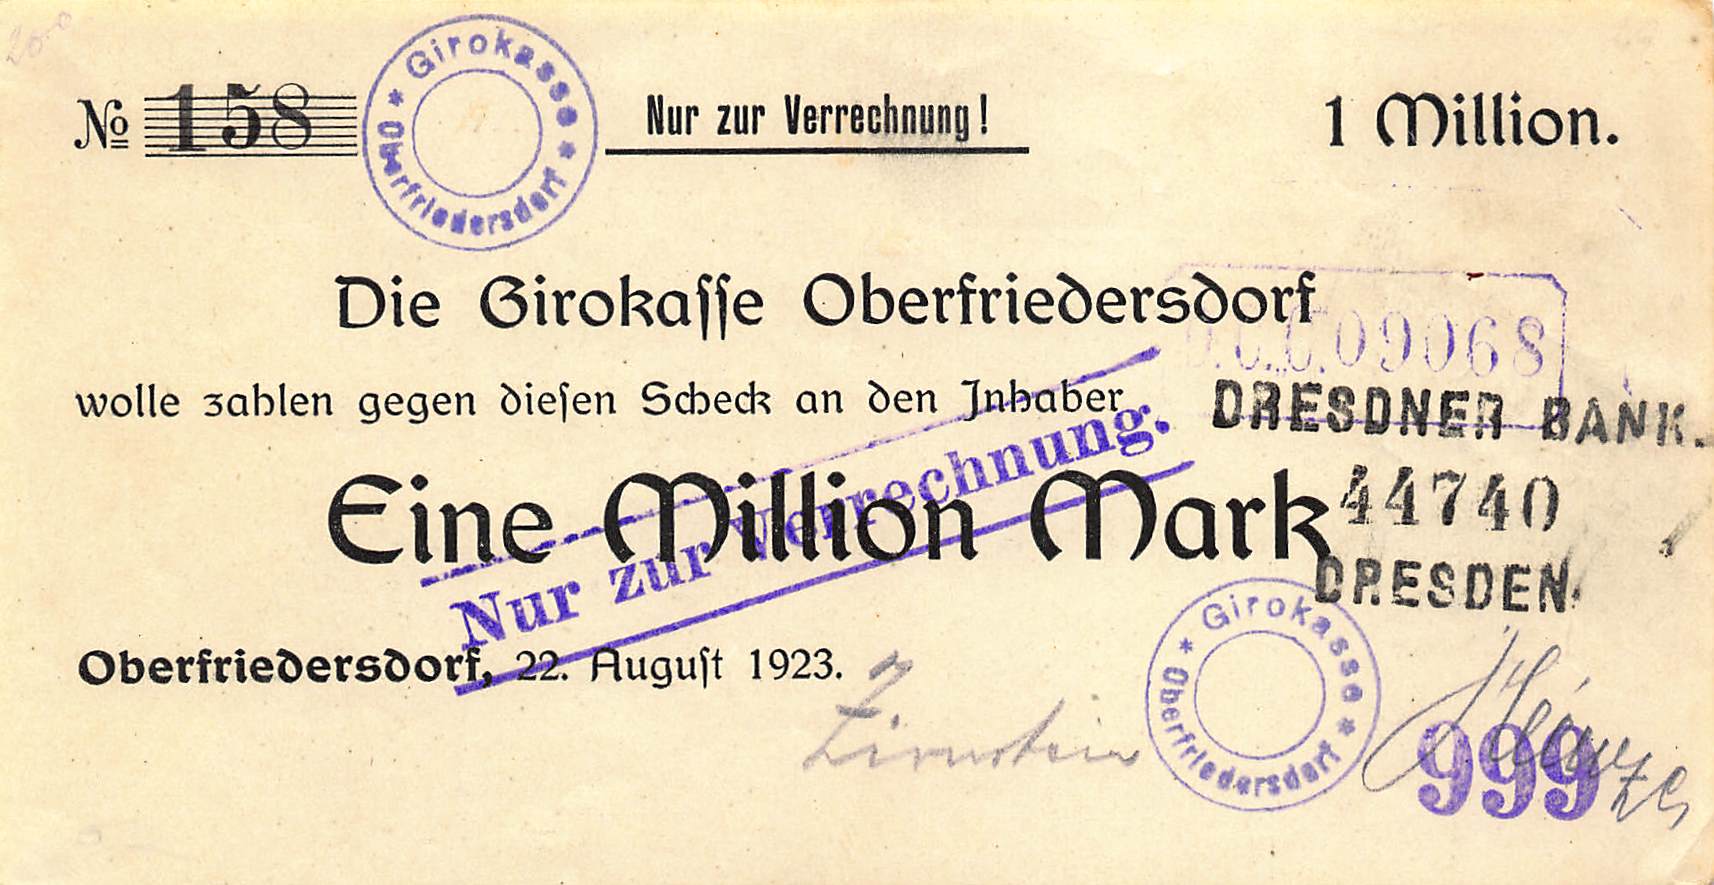 No 158
Girokasse * Oberfriedersdorf *
Nur zur Verrechnung!
1 Million.
Die Girokasse Oberfriedersdorf
09068
wolle zahlen gegen diesen Scheck an den Inhaber
DRESDNER BANK.
Eine Million Mark
44740
DRESDEN
Nur zur Verrechnung.
Oberfriedersdorf, 22. August 1923.
Girokasse * Oberfriedersdorf *
Zirnstein
999